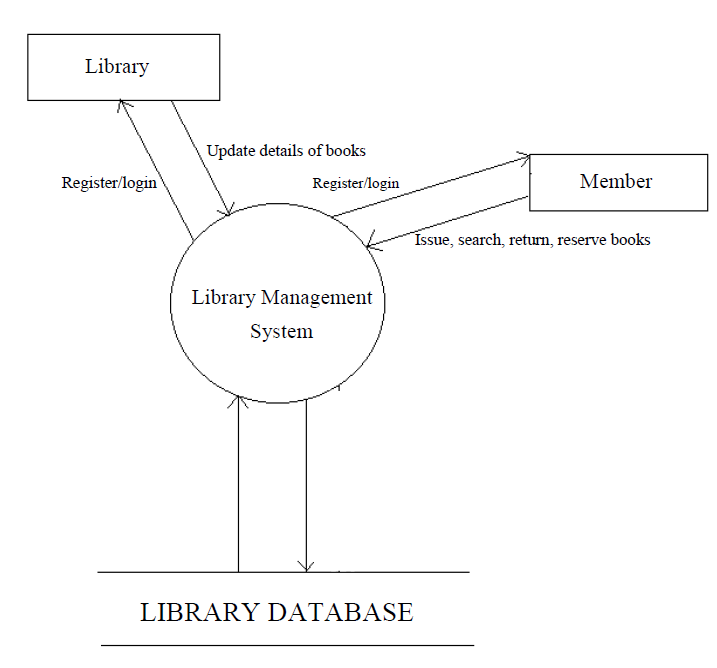 Library
Update details of books
Register/login
Register/login
Member
Issue, search, return, reserve books
Library Management
System
LIBRARY DATABASE